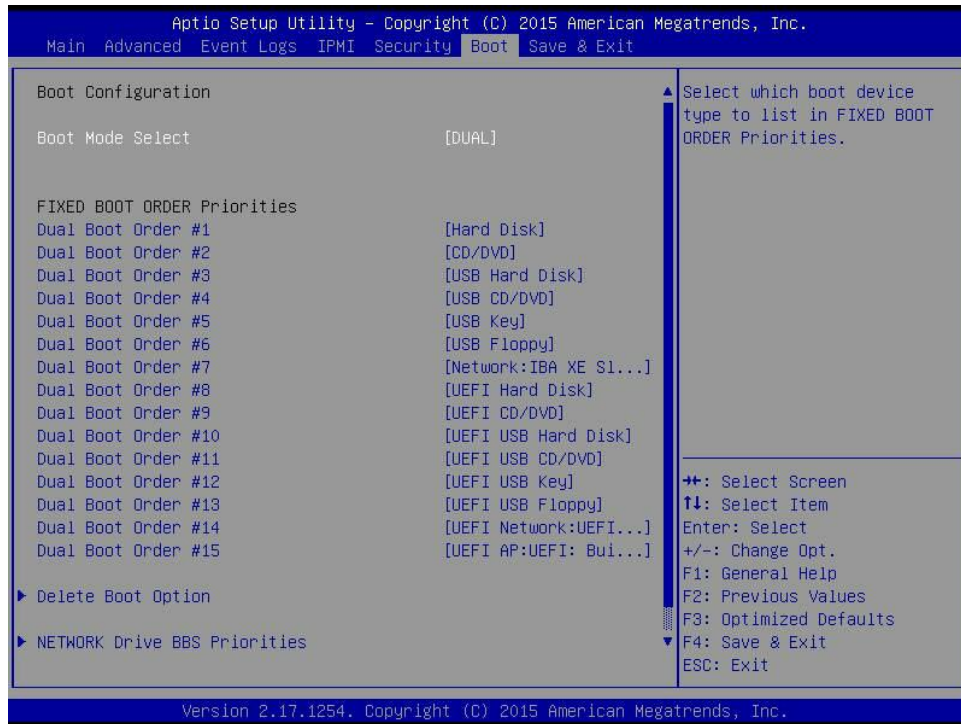 Aptio Setup Utility – Copyright (C) 2015 American Megatrends, Inc.
Main Advanced Event Logs IPMI Security Boot Save & Exit
Boot Configuration
Boot Mode Select [DUAL]
FIXED BOOT ORDER Priorities
Dual Boot Order #1 [Hard Disk]
Dual Boot Order #2 [CD/DVD]
Dual Boot Order #3 [USB Hard Disk]
Dual Boot Order #4 [USB CD/DVD]
Dual Boot Order #5 [USB Key]
Dual Boot Order #6 [USB Floppy]
Dual Boot Order #7 [Network:IBA XE Sl...]
Dual Boot Order #8 [UEFI Hard Disk]
Dual Boot Order #9 [UEFI CD/DVD]
Dual Boot Order #10 [UEFI USB Hard Disk]
Dual Boot Order #11 [UEFI USB CD/DVD]
Dual Boot Order #12 [UEFI USB Key]
Dual Boot Order #13 [UEFI USB Floppy]
Dual Boot Order #14 [UEFI Network:UEFI...]
Dual Boot Order #15 [UEFI AP:UEFI: Bui...]
Delete Boot Option
NETWORK Drive BBS Priorities
Select which boot device
type to list in FIXED BOOT
ORDER Priorities.
→←: Select Screen
↑↓: Select Item
Enter: Select
+/-: Change Opt.
F1: General Help
F2: Previous Values
F3: Optimized Defaults
F4: Save & Exit
ESC: Exit
Version 2.17.1254. Copyright (C) 2015 American Megatrends, Inc.